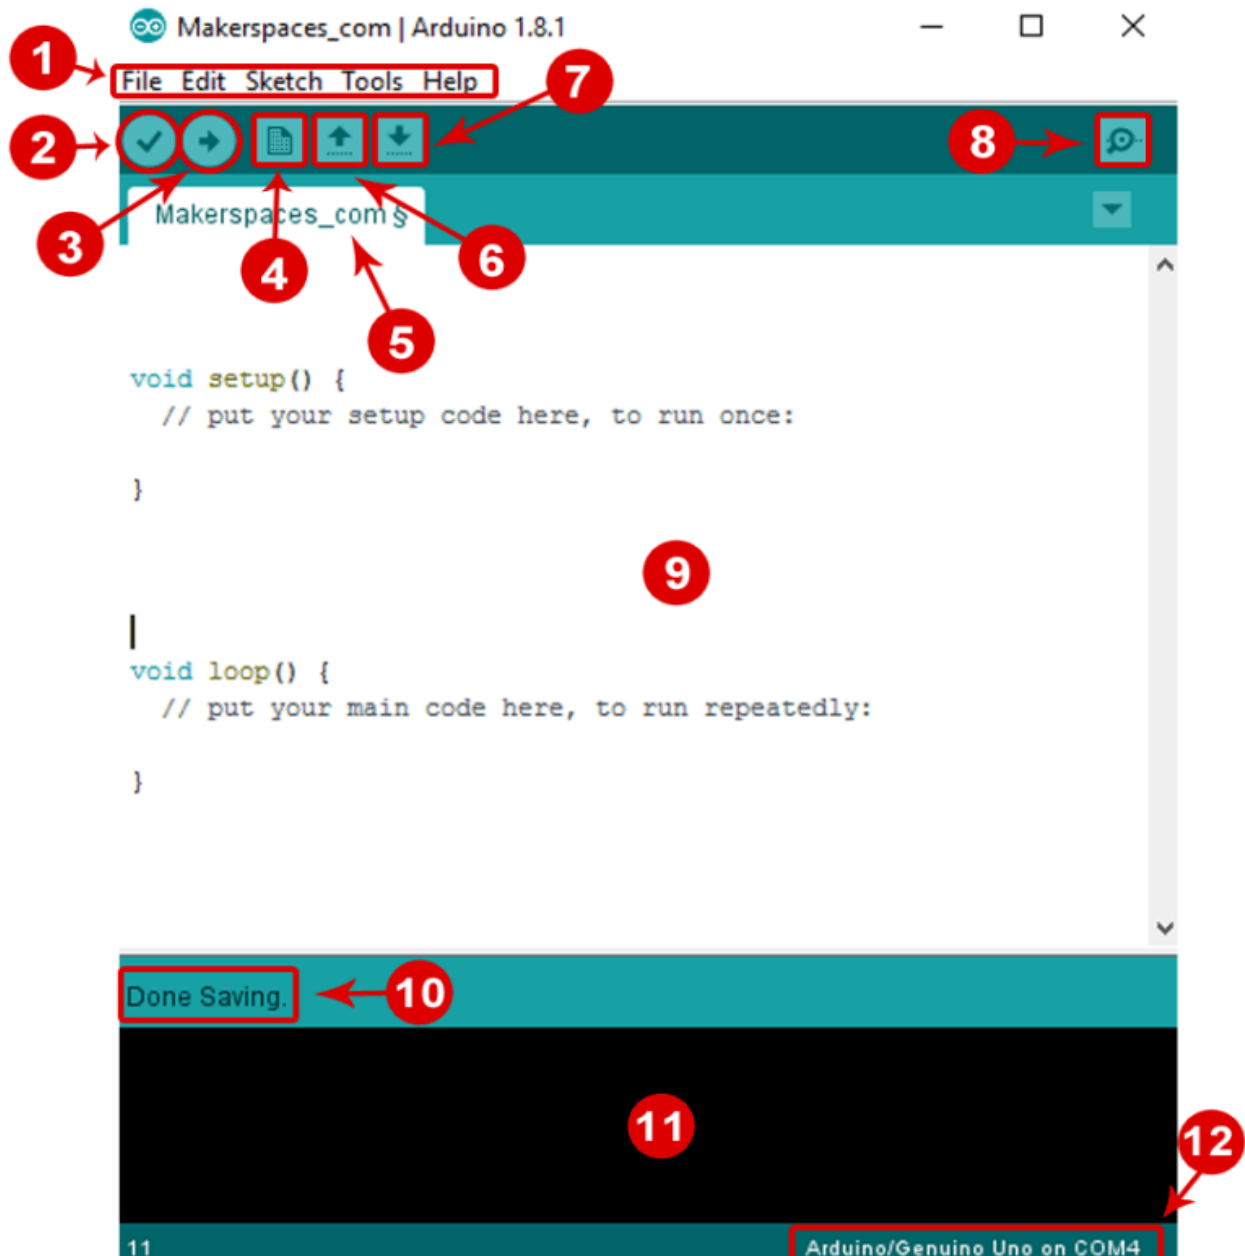 Makerspaces_com | Arduino 1.8.1
1
File Edit Sketch Tools Help
7
2
8
3
Makerspaces_com §
4
6
5
void setup() {
// put your setup code here, to run once:
}
9
void loop() {
// put your main code here, to run repeatedly:
}
Done Saving.
10
11
12
11
Arduino/Genuino Uno on COM4